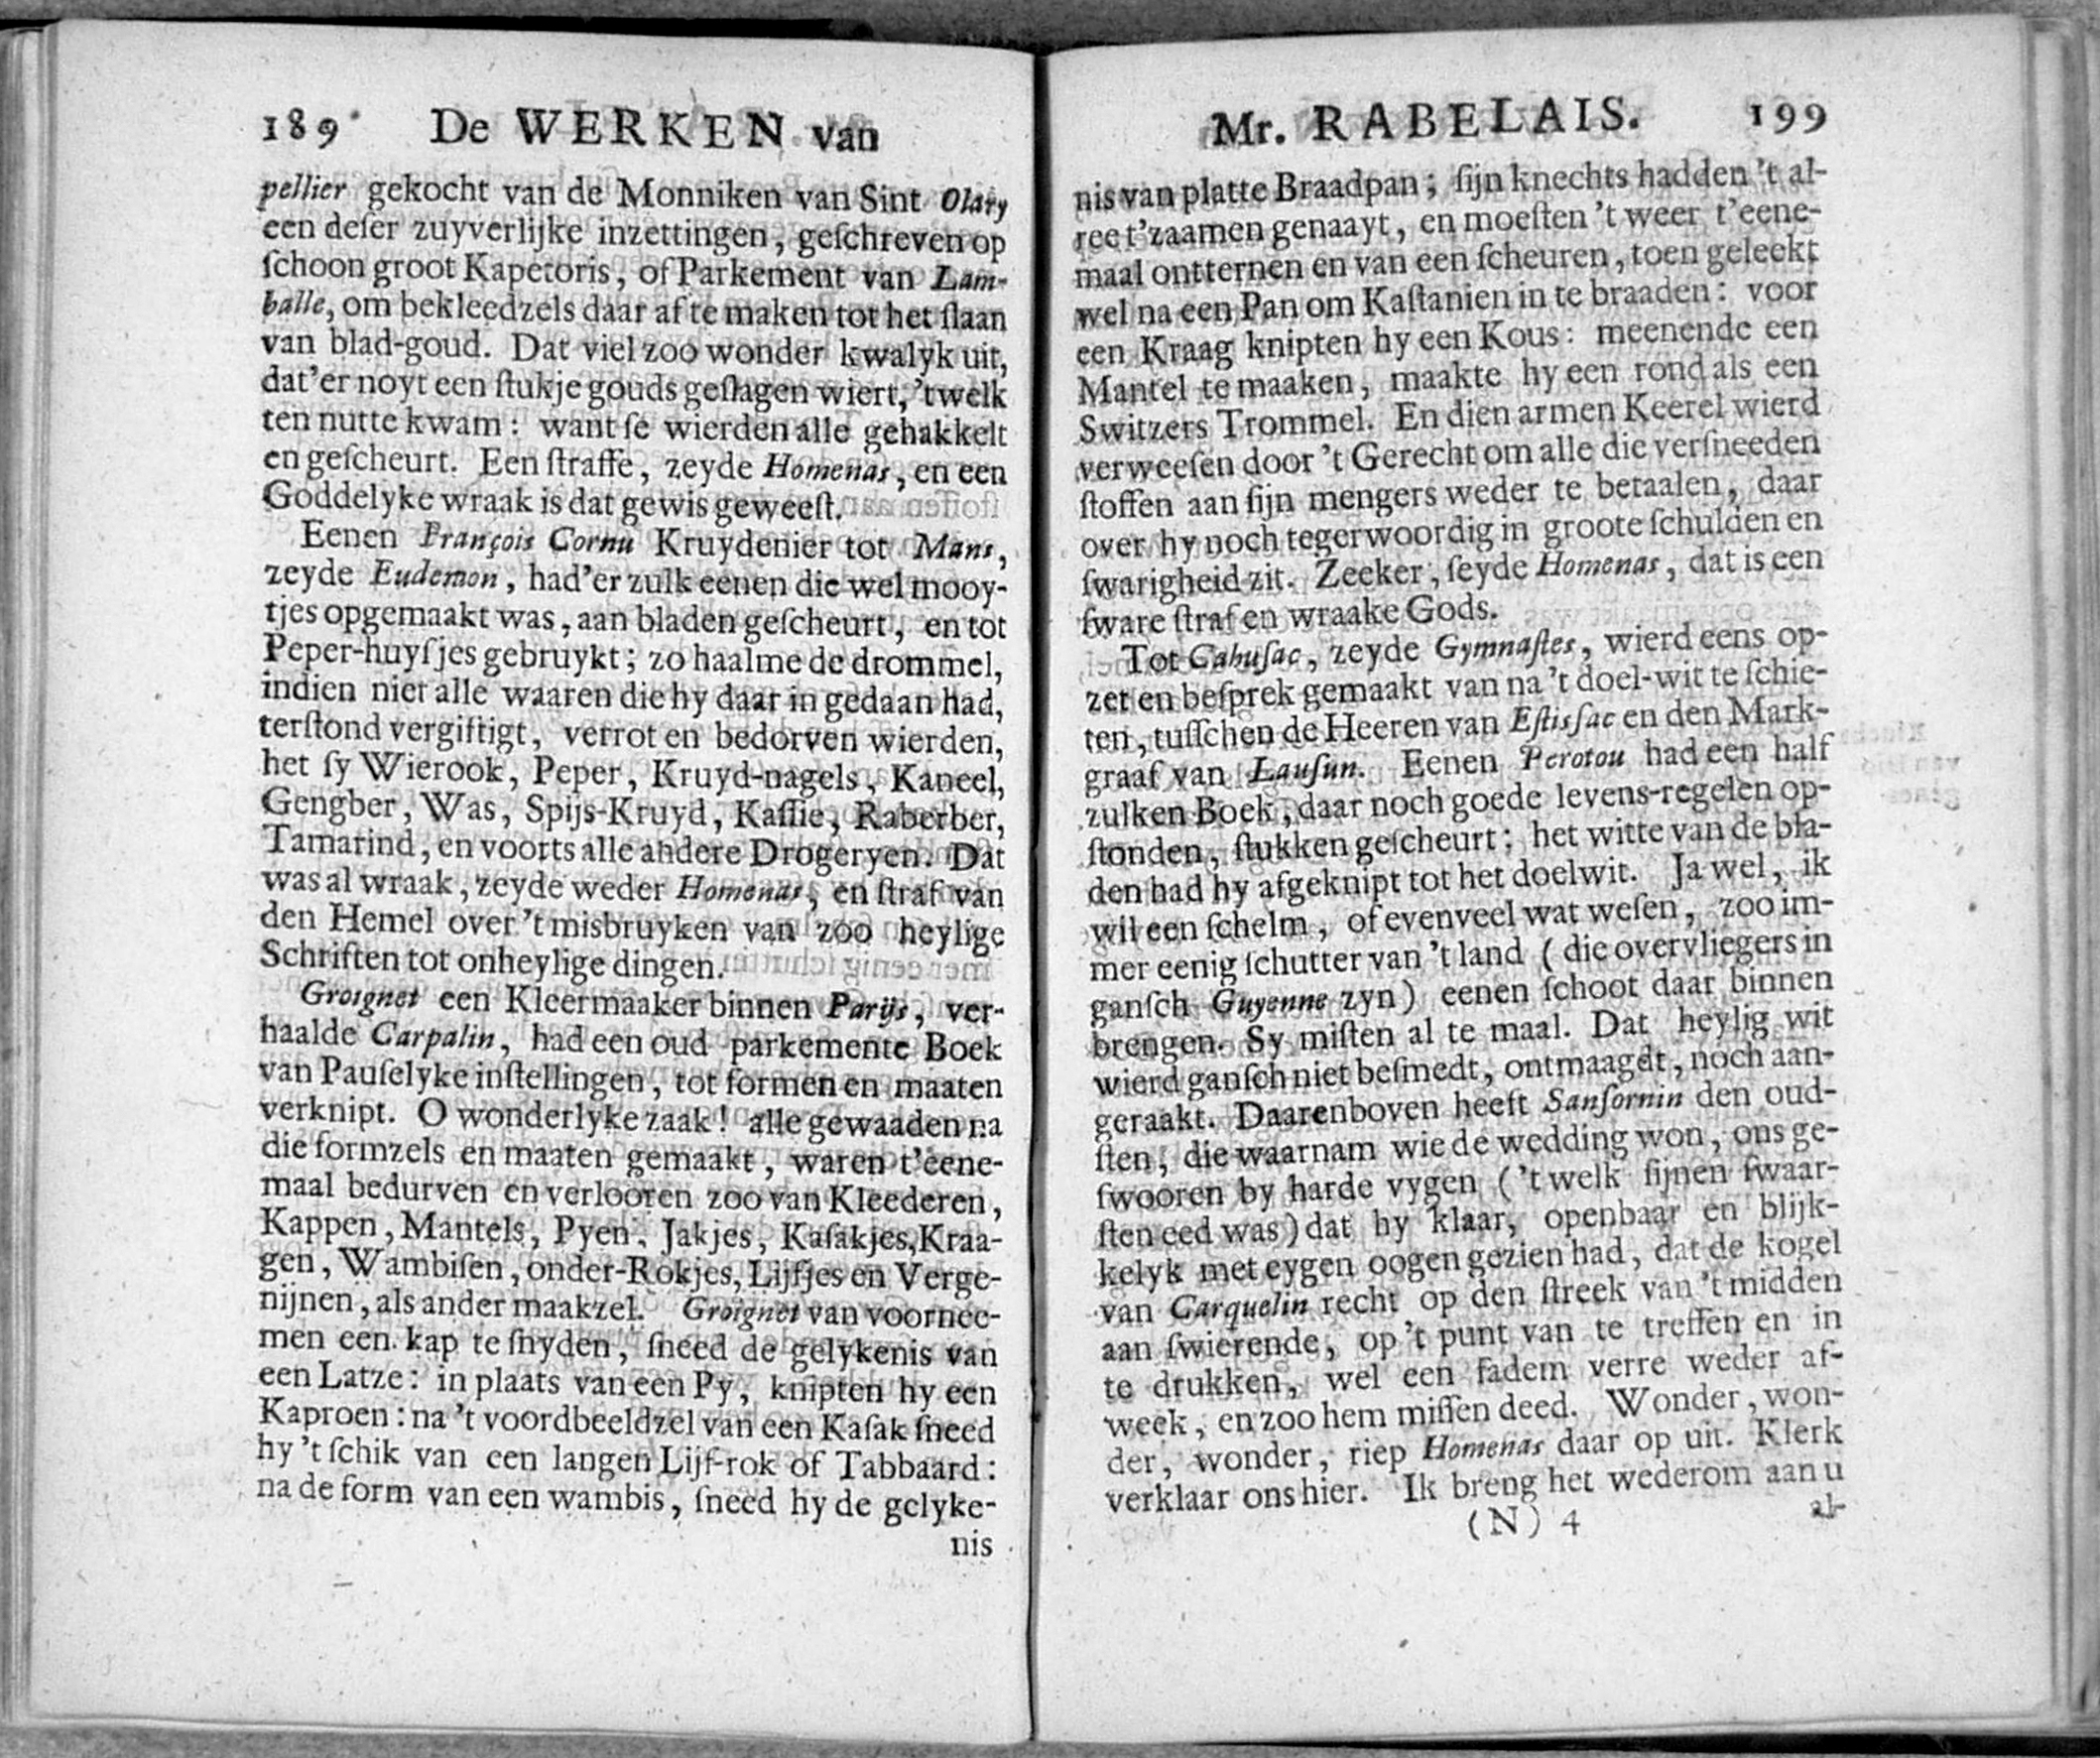 189 De WERKEN van
pellier gekocht van de Monniken van Sint Olary
een deser zuyverlijke inzettingen, geſchreven op
ſchoon groot Kapetoris, of Parkement van Lam-
balle, om bekleedzels daar af te maken tot het ſlaan
van blad-goud. Dat viel zoo wonder kwalyk uit,
dat'er noyt een ſtukje gouds geſlagen wiert, 'twelk
ten nutte kwam: want ſe wierden alle gehakkelt
en geſcheurt. Een ſtraffe, zeyde Homenas, en een
Goddelyke wraak is dat gewis geweeſt.
Eenen François Cornu Kruydenier tot Mans,
zeyde Eudemon, had'er zulk eenen die wel mooy-
tjes opgemaakt was, aan bladen geſcheurt, en tot
Peper-huyſjes gebruykt; zo haalme de drommel,
indien niet alle waaren die hy daar in gedaan had,
terſtond vergiftigt, verrot en bedorven wierden,
het ſy Wierook, Peper, Kruyd-nagels, Kaneel,
Gengber, Was, Spijs-Kruyd, Kaſſie, Raberber,
Tamarind, en voorts alle andere Drogeryen. Dat
was al wraak, zeyde weder Homenas, en ſtraf van
den Hemel over 't misbruyken van zoo heylige
Schriften tot onheylige dingen.
Groignet een Kleermaaker binnen Parijs, ver-
haalde Carpalin, had een oud parkemente Boek
van Pauſelyke inſtellingen, tot formen en maaten
verknipt. O wonderlyke zaak! alle gewaaden na
die formzels en maaten gemaakt, waren t'eene-
maal bedurven en verlooren zoo van Kleederen,
Kappen, Mantels, Pyen, Jakjes, Kaſakjes, Kraa-
gen, Wambiſen, onder-Rokjes, Lijfjes en Verge-
nijnen, als ander maakzel. Groignet van voornee-
men een kap te ſnyden, ſneed de gelykenis van
een Latze: in plaats van een Py, knipten hy een
Kaproen: na 't voordbeeldzel van een Kaſak ſneed
hy 't ſchik van een langen Lijf-rok of Tabbaard:
na de form van een wambis, ſneed hy de gelyke-
nis
Mr. RABELAIS. 199
nis van platte Braadpan; ſijn knechts hadden 't al-
ree t'zaamen genaayt, en moeſten 't weer t'eene-
maal ontternen en van een ſcheuren, toen geleekt
wel na een Pan om Kaſtanien in te braaden: voor
een Kraag knipten hy een Kous: meenende een
Mantel te maaken, maakte hy een rond als een
Switzers Trommel. En dien armen Keerel wierd
verweeſen door 't Gerecht om alle die verſneeden
ſtoffen aan ſijn mengers weder te betaalen, daar
over hy noch tegerwoordig in groote ſchulden en
ſwarigheid zit. Zeeker, ſeyde Homenas, dat is een
ſware ſtraf en wraake Gods.
Tot Cahuſac, zeyde Gymnaſtes, wierd eens op-
zet en beſprek gemaakt van na 't doel-wit te ſchie-
ten, tuſſchen de Heeren van Eſtisſac en den Mark-
graaf van Lauſun. Eenen Perotou had een half
zulken Boek, daar noch goede levens-regelen op-
ſtonden, ſtukken geſcheurt; het witte van de bla-
den had hy afgeknipt tot het doelwit. Ja wel, ik
wil een ſchelm, of evenveel wat weſen, zoo im-
mer eenig ſchutter van 't land (die overvliegers in
ganſch Guyenne zyn) eenen ſchoot daar binnen
brengen. Sy miſten al te maal. Dat heylig wit
wierd ganſch niet beſmedt, ontmaagdt, noch aan-
geraakt. Daarenboven heeft Sanſornin den oud-
ſten, die waarnam wie de wedding won, ons ge-
ſwooren by harde vygen ('t welk ſijnen ſwaar-
ſten eed was) dat hy klaar, openbaar en blijk-
kelyk met eygen oogen gezien had, dat de kogel
van Carquelin recht op den ſtreek van 't midden
aan ſwierende, op 't punt van te treffen en in
te drukken, wel een fadem verre weder af-
week, en zoo hem miſſen deed. Wonder, won-
der, wonder, riep Homenas daar op uit. Klerk
verklaar ons hier. Ik breng het wederom aan u
(N) 4 al-